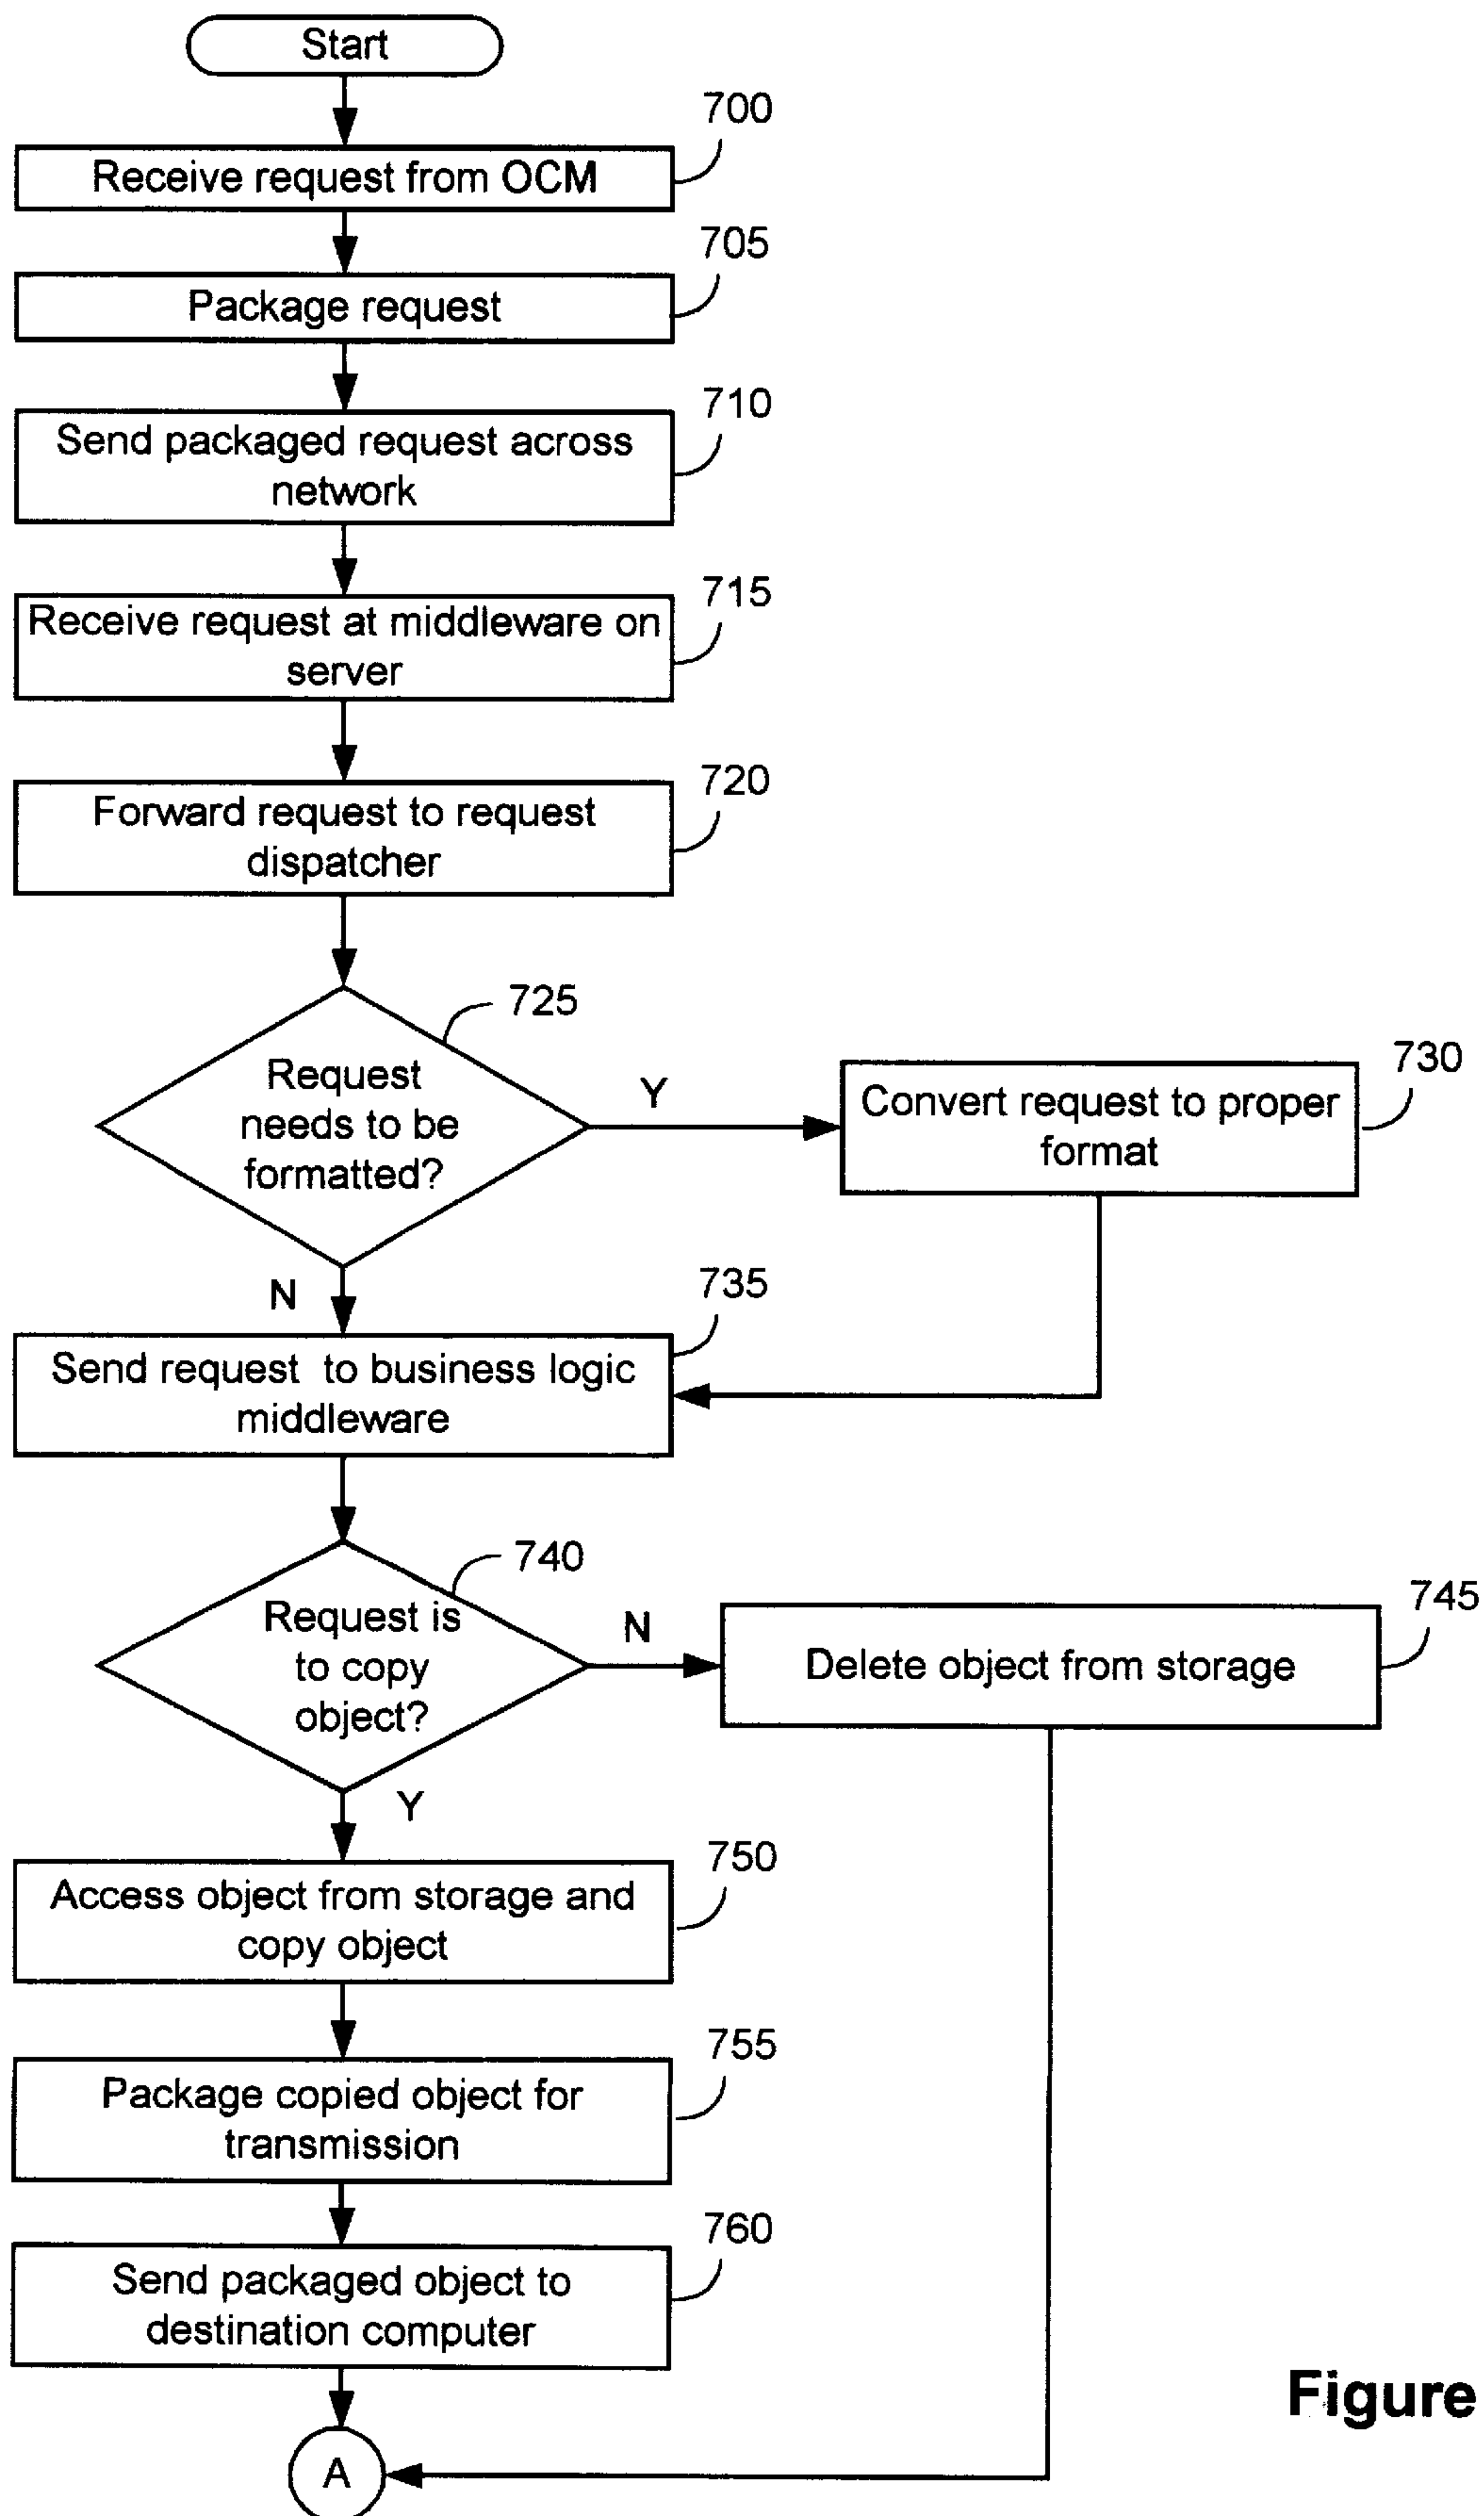 Start
700
Receive request from OCM
705
Package request
710
Send packaged request across
network
715
Receive request at middleware on
server
720
Forward request to request
dispatcher
725
Request
needs to be
formatted?
Y
730
Convert request to proper
format
N
735
Send request to business logic
middleware
740
Request is
to copy
object?
N
745
Delete object from storage
Y
750
Access object from storage and
copy object
755
Package copied object for
transmission
760
Send packaged object to
destination computer
Figure
A